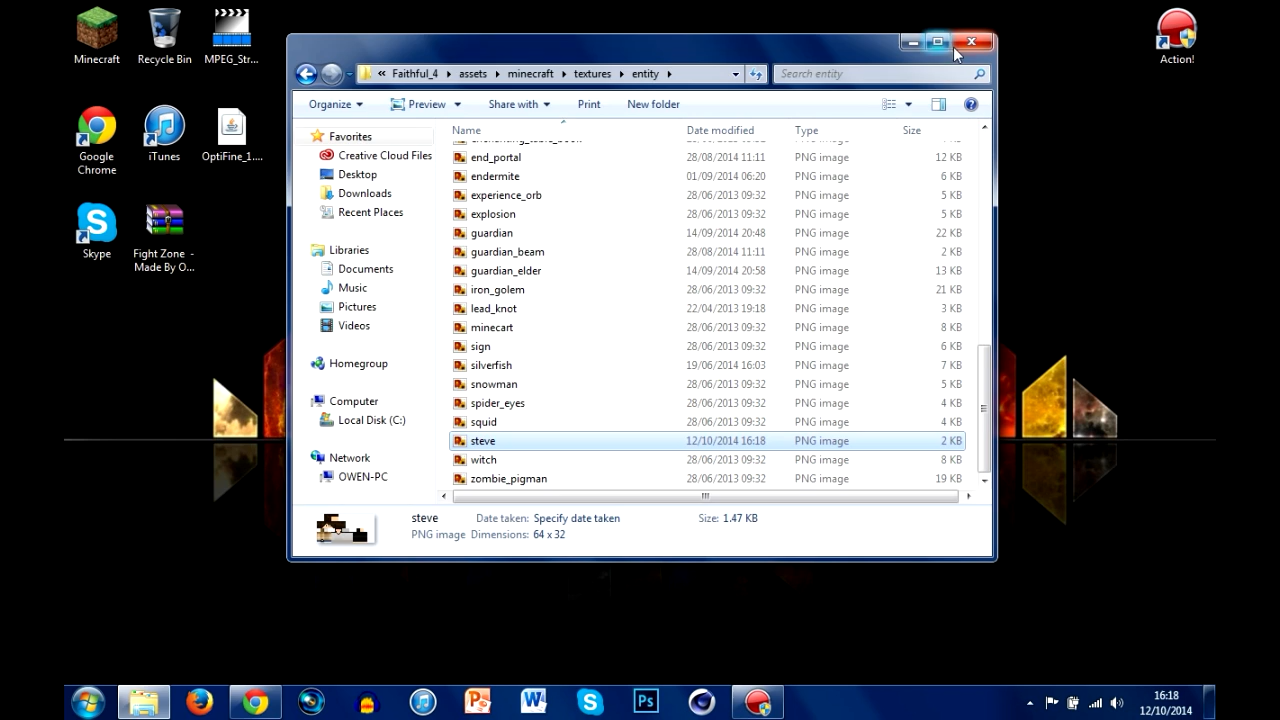 Minecraft
Recycle Bin
MPEG_Str...
Action!
Google
Chrome
iTunes
OptiFine_1....
Skype
Fight Zone -
Made By O...
« Faithful_4 assets minecraft textures entity
Search entity
Organize Preview Share with Print New folder
Favorites
Creative Cloud Files
Desktop
Downloads
Recent Places
Libraries
Documents
Music
Pictures
Videos
Homegroup
Computer
Local Disk (C:)
Network
OWEN-PC
Name Date modified Type Size
end_portal 28/08/2014 11:11 PNG image 12 KB
endermite 01/09/2014 06:20 PNG image 6 KB
experience_orb 28/06/2013 09:32 PNG image 5 KB
explosion 28/06/2013 09:32 PNG image 5 KB
guardian 14/09/2014 20:48 PNG image 22 KB
guardian_beam 28/08/2014 11:11 PNG image 2 KB
guardian_elder 14/09/2014 20:58 PNG image 13 KB
iron_golem 28/06/2013 09:32 PNG image 21 KB
lead_knot 22/04/2013 19:18 PNG image 3 KB
minecart 28/06/2013 09:32 PNG image 8 KB
sign 28/06/2013 09:32 PNG image 6 KB
silverfish 19/06/2014 16:03 PNG image 7 KB
snowman 28/06/2013 09:32 PNG image 5 KB
spider_eyes 28/06/2013 09:32 PNG image 4 KB
squid 28/06/2013 09:32 PNG image 4 KB
steve 12/10/2014 16:18 PNG image 2 KB
witch 28/06/2013 09:32 PNG image 8 KB
zombie_pigman 28/06/2013 09:32 PNG image 19 KB
steve Date taken: Specify date taken Size: 1.47 KB
PNG image Dimensions: 64 x 32
Ps
16:18
12/10/2014